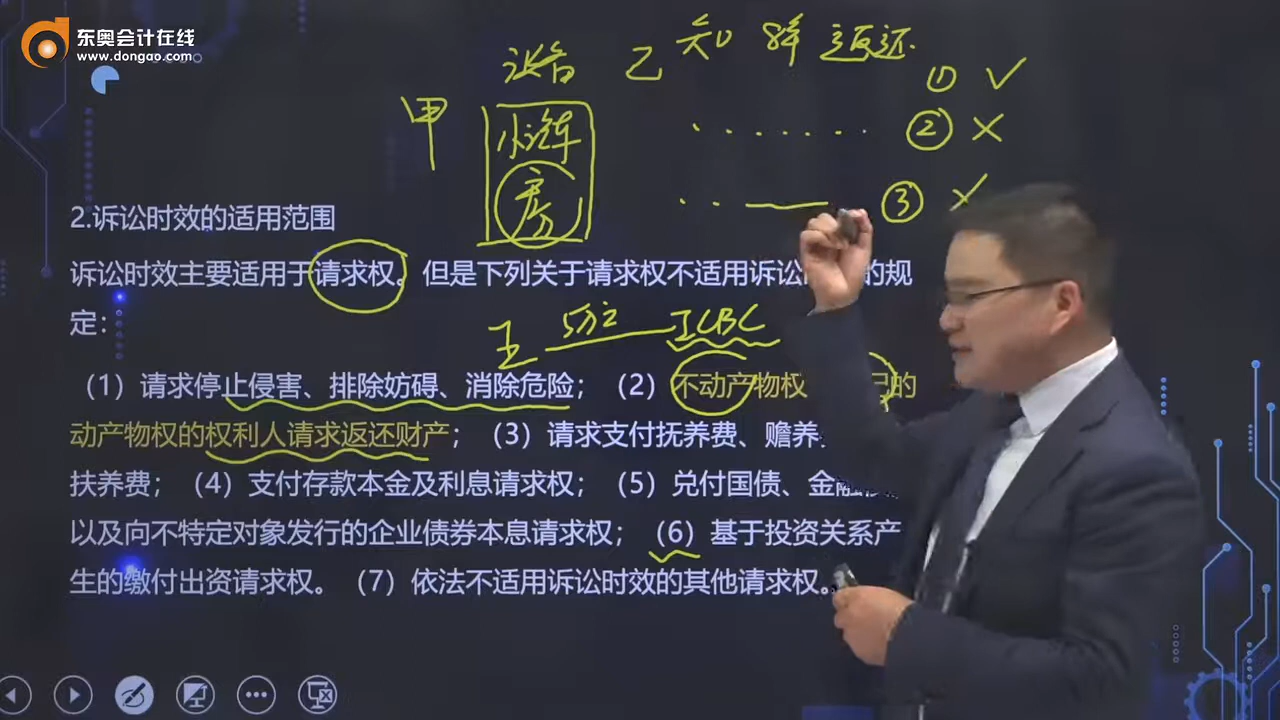 东奥会计在线
www.dongao.com
设备 乙 知 8年 返还
① ✓
甲 小汽车 ........ ② ×
房 .. —— ③ ×
2.诉讼时效的适用范围
诉讼时效主要适用于请求权。但是下列关于请求权不适用诉讼 的规
定：
王 5万 ICBC
（1）请求停止侵害、排除妨碍、消除危险；（2）不动产物权 的
动产物权的权利人请求返还财产；（3）请求支付抚养费、赡养
扶养费；（4）支付存款本金及利息请求权；（5）兑付国债、金融
以及向不特定对象发行的企业债券本息请求权；（6）基于投资关系产
生的缴付出资请求权。（7）依法不适用诉讼时效的其他请求权。